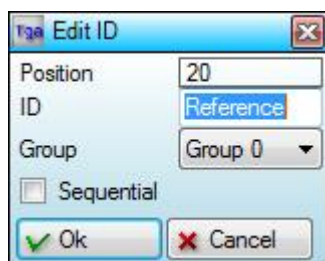 Tga Edit ID
Position 20
ID Reference
Group Group 0
Sequential
Ok Cancel